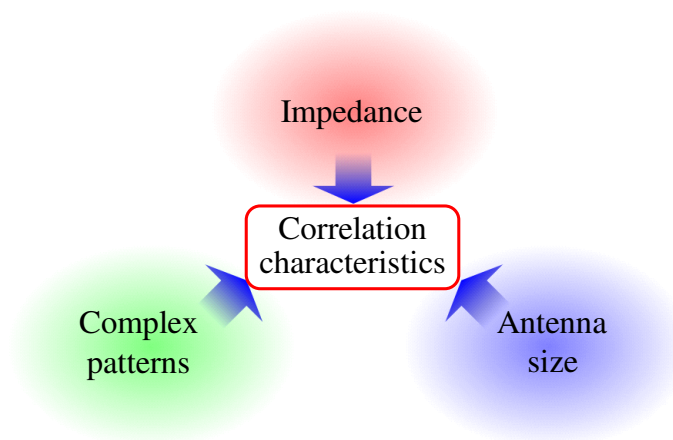 Impedance
Correlation
characteristics
Complex
patterns
Antenna
size